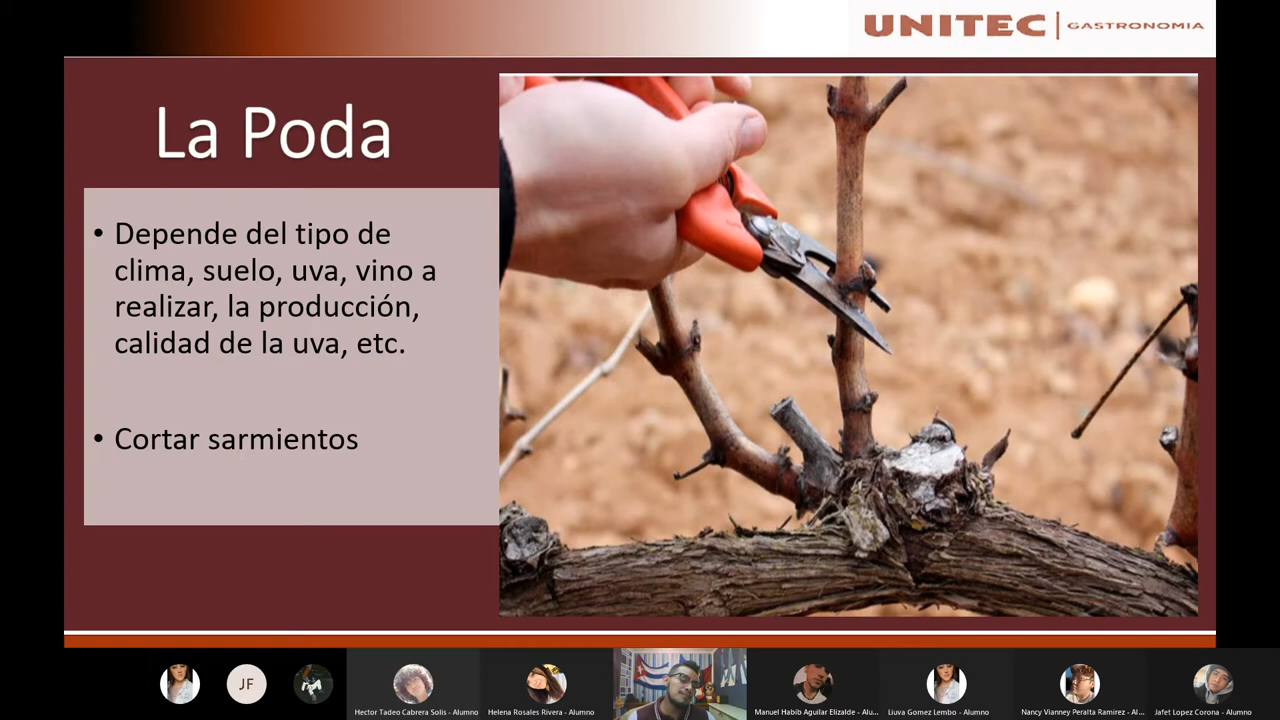 UNITEC | GASTRONOMIA
La Poda
• Depende del tipo de
clima, suelo, uva, vino a
realizar, la producción,
calidad de la uva, etc.
• Cortar sarmientos
JF
Hector Tadeo Cabrera Solis - Alumno
Helena Rosales Rivera - Alumno
Manuel Habib Aguilar Elizalde - Alu...
Liuva Gomez Lembo - Alumno
Nancy Vianney Peralta Ramirez - Al...
Jafet Lopez Corona - Alumno